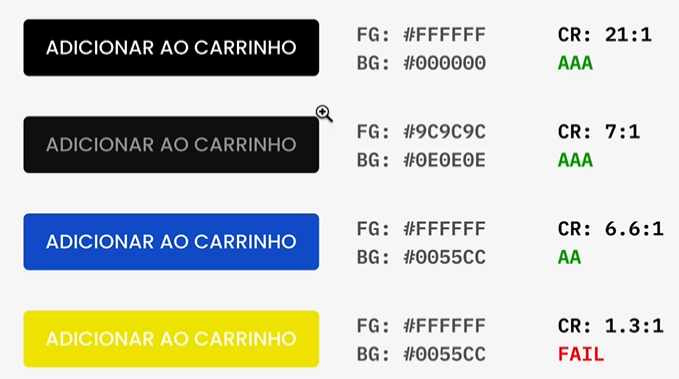 ADICIONAR AO CARRINHO FG: #FFFFFF CR: 21:1
BG: #000000 AAA
ADICIONAR AO CARRINHO FG: #9C9C9C CR: 7:1
BG: #0E0E0E AAA
ADICIONAR AO CARRINHO FG: #FFFFFF CR: 6.6:1
BG: #0055CC AA
ADICIONAR AO CARRINHO FG: #FFFFFF CR: 1.3:1
BG: #0055CC FAIL